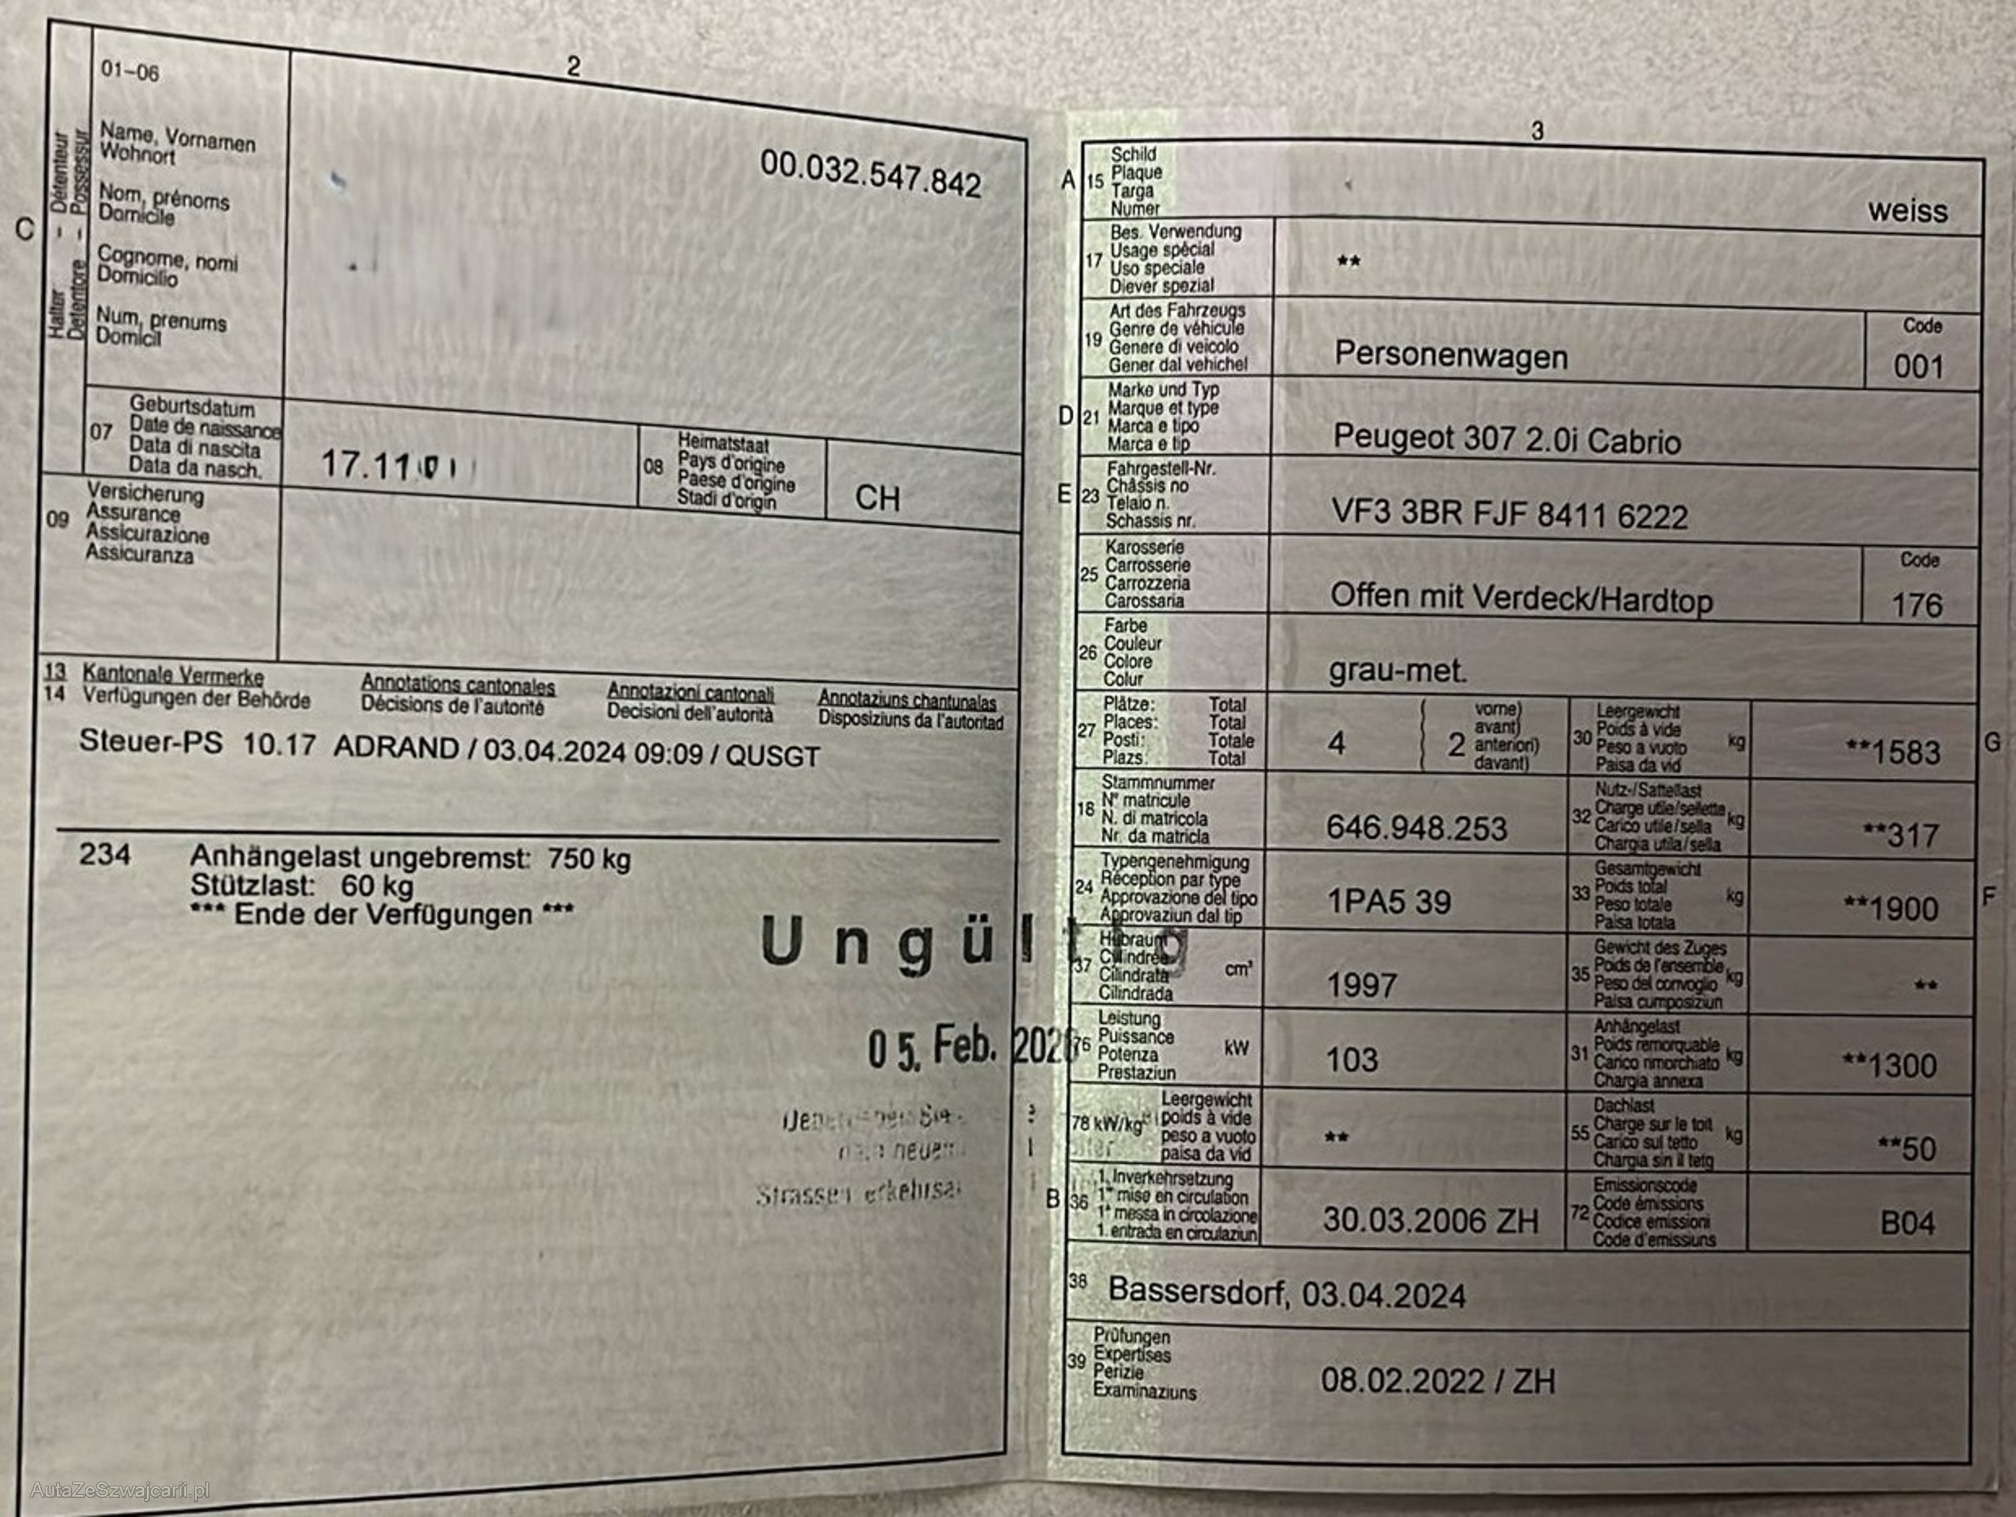 2
01–06
Name, Vornamen
Wohnort
Nom, prénoms
Domicile
Cognome, nomi
Domicilio
Num, prenums
Domicil
C
Halter - Détenteur
Detentore - Possessur
00.032.547.842
07
Geburtsdatum
Date de naissance
Data di nascita
Data da nasch.
17.11
08
Heimatstaat
Pays d'origine
Paese d'origine
Stadi d'origin
CH
09
Versicherung
Assurance
Assicurazione
Assicuranza
13 Kantonale Vermerke Annotations cantonales Annotazioni cantonali Annotaziuns chantunalas
14 Verfügungen der Behörde Décisions de l'autorité Decisioni dell'autorità Disposiziuns da l'autoritad
Steuer-PS 10.17 ADRAND / 03.04.2024 09:09 / QUSGT
234 Anhängelast ungebremst: 750 kg
Stützlast: 60 kg
*** Ende der Verfügungen ***
Ungültig
05. Feb.
neuem
3
A 15
Schild
Plaque
Targa
Numer
weiss
17
Bes. Verwendung
Usage spécial
Uso speciale
Diever spezial
**
19
Art des Fahrzeugs
Genre de véhicule
Genere di veicolo
Gener dal vehichel
Personenwagen
Code
001
D 21
Marke und Typ
Marque et type
Marca e tipo
Marca e tip
Peugeot 307 2.0i Cabrio
E 23
Fahrgestell-Nr.
Châssis no
Telaio n.
Schassis nr.
VF3 3BR FJF 8411 6222
25
Karosserie
Carrosserie
Carrozzeria
Carossaria
Offen mit Verdeck/Hardtop
Code
176
26
Farbe
Couleur
Colore
Colur
grau-met.
27
Plätze: Total
Places: Total
Posti: Totale
Plazs: Total
4
( 2
vorne)
avant)
anteriori)
davant)
30
Leergewicht
Poids à vide
Peso a vuoto
Paisa da vid
kg
**1583
G
18
Stammnummer
N° matricule
N. di matricola
Nr. da matricla
646.948.253
32
Nutz-/Sattellast
Charge utile/sellette
Carico utile/sella
Chargia utila/sella
kg
**317
24
Typengenehmigung
Réception par type
Approvazione del tipo
Approvaziun dal tip
1PA5 39
33
Gesamtgewicht
Poids total
Peso totale
Paisa totala
kg
**1900
F
37
Hubraum
Cylindrée
Cilindrata
Cilindrada
cm³
1997
35
Gewicht des Zuges
Poids de l'ensemble
Peso del convoglio
Paisa cumposiziun
kg
**
76
Leistung
Puissance
Potenza
Prestaziun
kW
103
31
Anhängelast
Poids remorquable
Carico rimorchiato
Chargia annexa
kg
**1300
78 kW/kg
Leergewicht
poids à vide
peso a vuoto
paisa da vid
**
55
Dachlast
Charge sur le toit
Carico sul tetto
Chargia sin il tetg
kg
**50
B 36
1. Inverkehrsetzung
1re mise en circulation
1a messa in circolazione
1. entrada en circulaziun
30.03.2006 ZH
72
Emissionscode
Code émissions
Codice emissioni
Code d'emissiuns
B04
38 Bassersdorf, 03.04.2024
39
Prüfungen
Expertises
Perizie
Examinaziuns
08.02.2022 / ZH
AutaZeSzwajcarii.pl